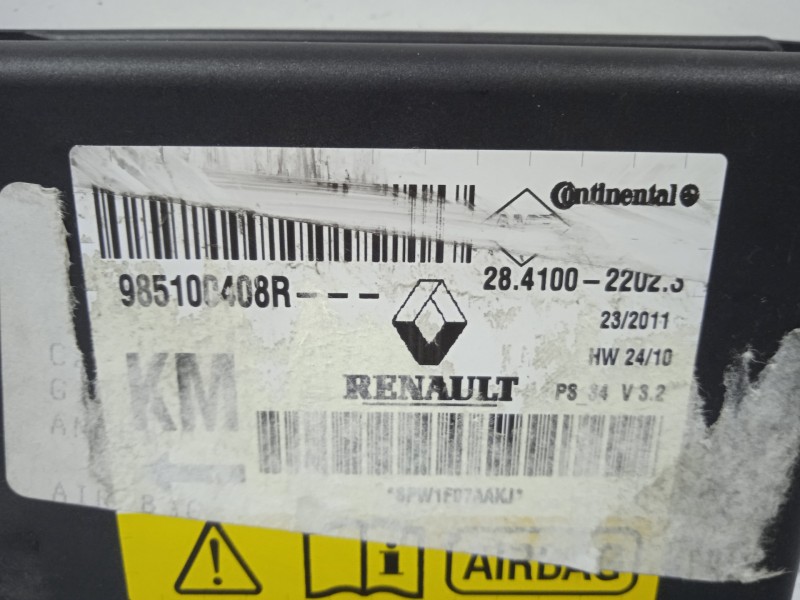 Continental
985100408R---
28.4100-2202.3
23/2011
HW 24/10
KM
RENAULT
PS 34 V 3.2
AIRBAG